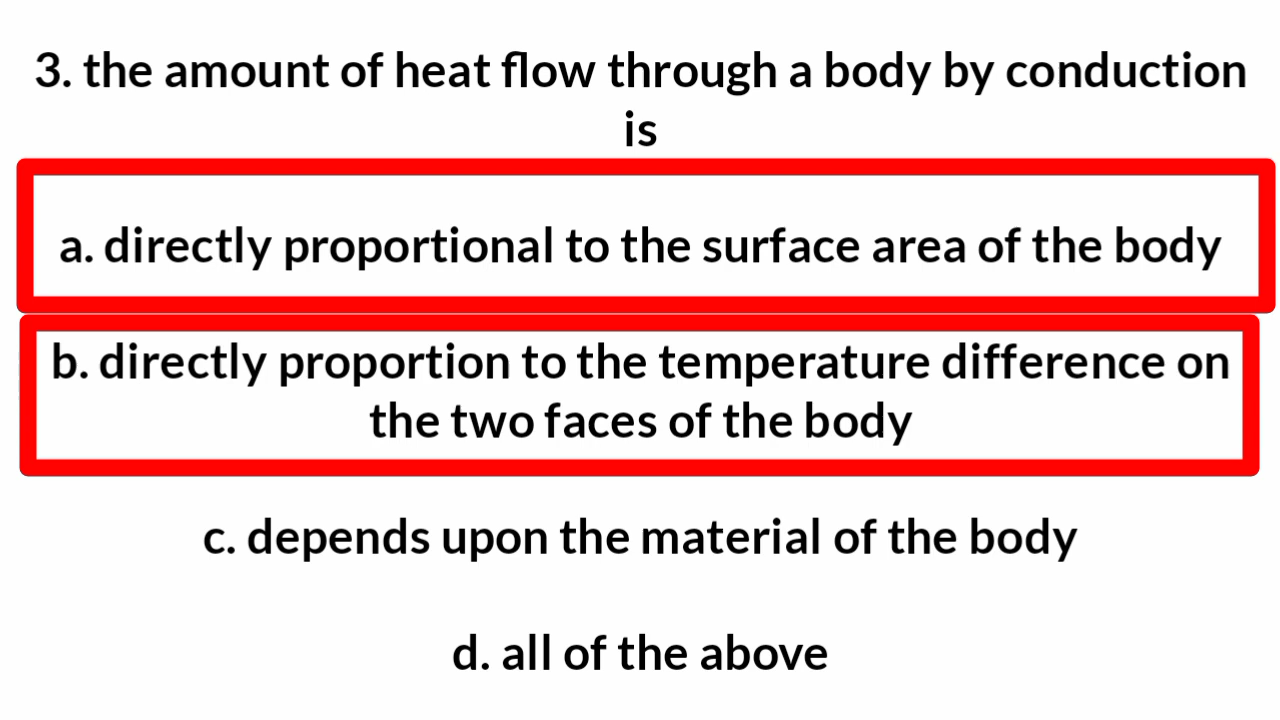 3. the amount of heat flow through a body by conduction
is
a. directly proportional to the surface area of the body
b. directly proportion to the temperature difference on
the two faces of the body
c. depends upon the material of the body
d. all of the above